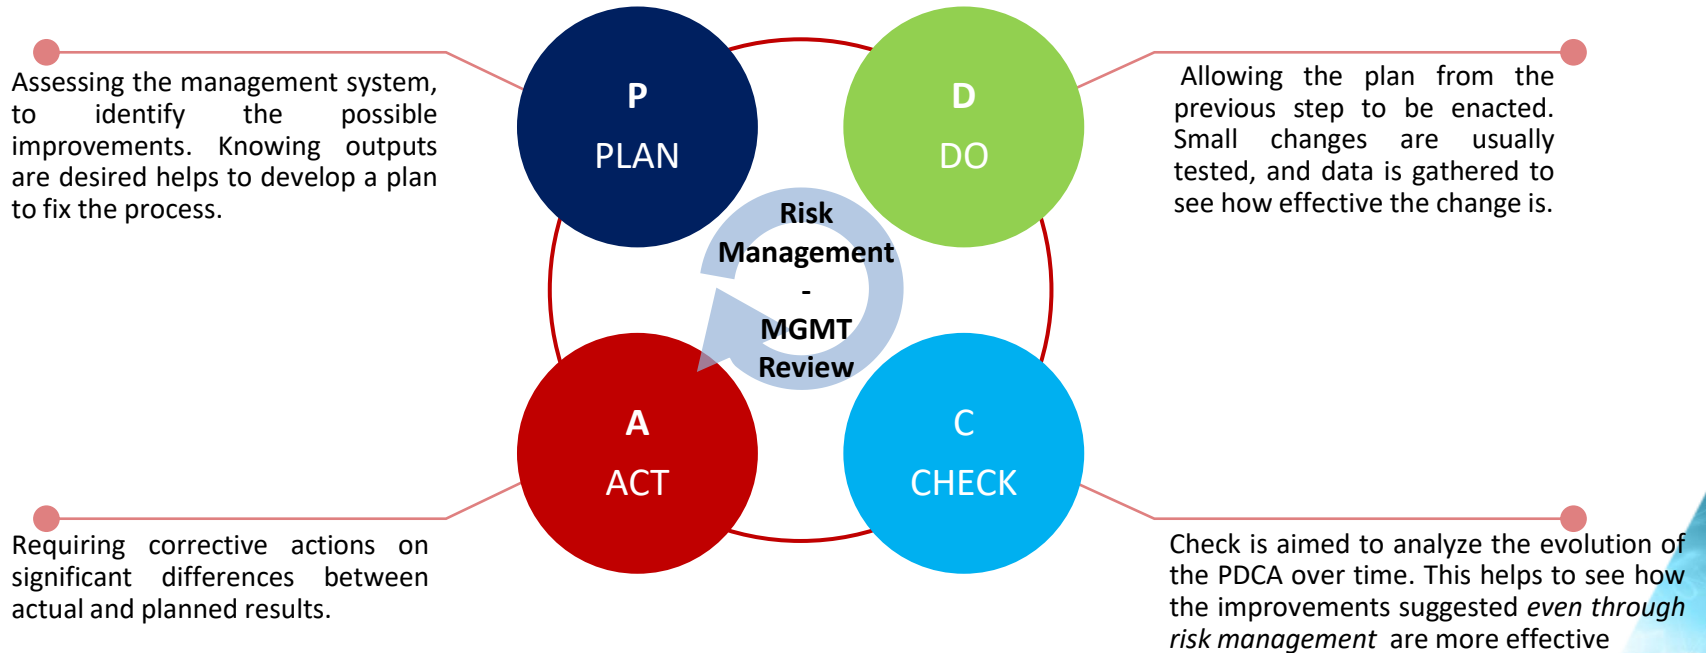 Assessing the management system,
to identify the possible
improvements. Knowing outputs
are desired helps to develop a plan
to fix the process.
P
PLAN
D
DO
Allowing the plan from the
previous step to be enacted.
Small changes are usually
tested, and data is gathered to
see how effective the change is.
Risk
Management
-
MGMT
Review
A
ACT
C
CHECK
Requiring corrective actions on
significant differences between
actual and planned results.
Check is aimed to analyze the evolution of
the PDCA over time. This helps to see how
the improvements suggested even through
risk management are more effective